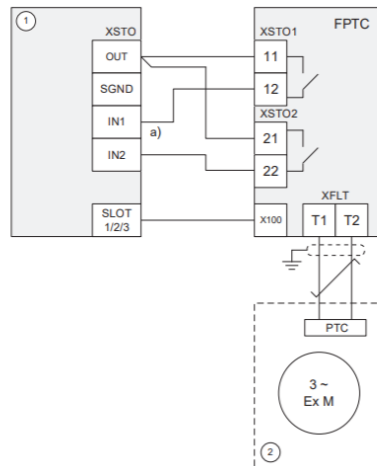 1
XSTO
OUT
SGND
IN1
IN2
a)
SLOT
1/2/3
FPTC
XSTO1
11
12
XSTO2
21
22
XFLT
X100
T1
T2
PTC
3 ~
Ex M
2